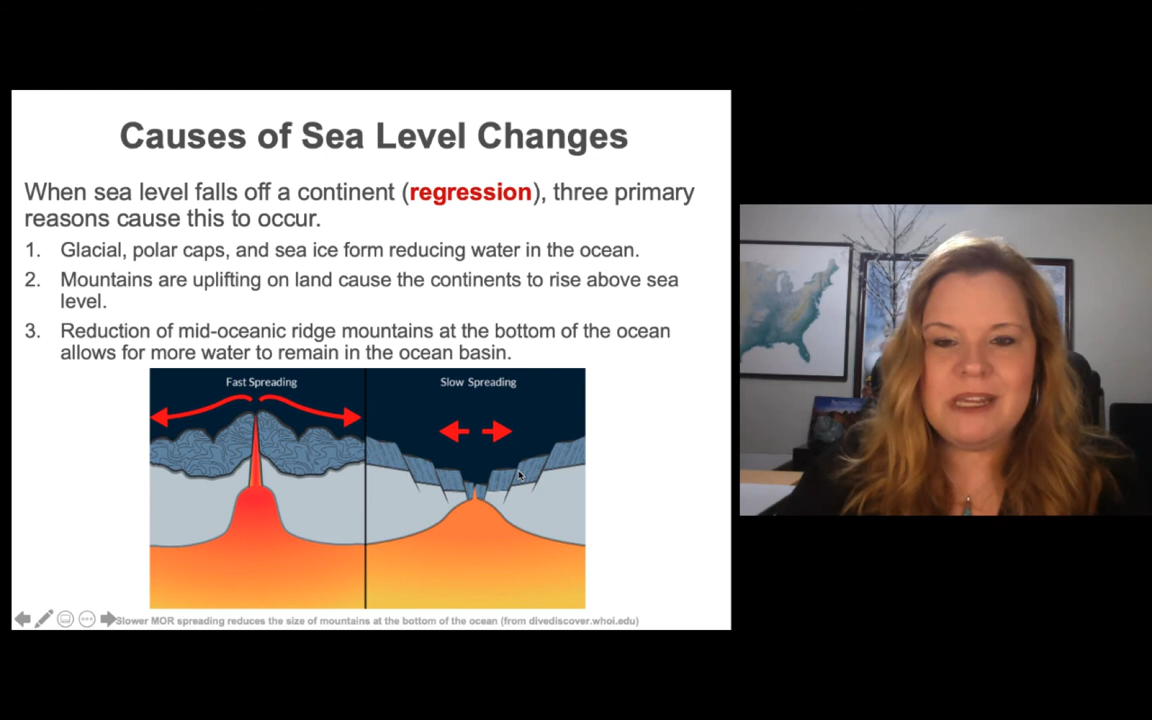 Causes of Sea Level Changes
When sea level falls off a continent (regression), three primary
reasons cause this to occur.
1. Glacial, polar caps, and sea ice form reducing water in the ocean.
2. Mountains are uplifting on land cause the continents to rise above sea
level.
3. Reduction of mid-oceanic ridge mountains at the bottom of the ocean
allows for more water to remain in the ocean basin.
Fast Spreading
Slow Spreading
Slower MOR spreading reduces the size of mountains at the bottom of the ocean (from divediscover.whoi.edu)